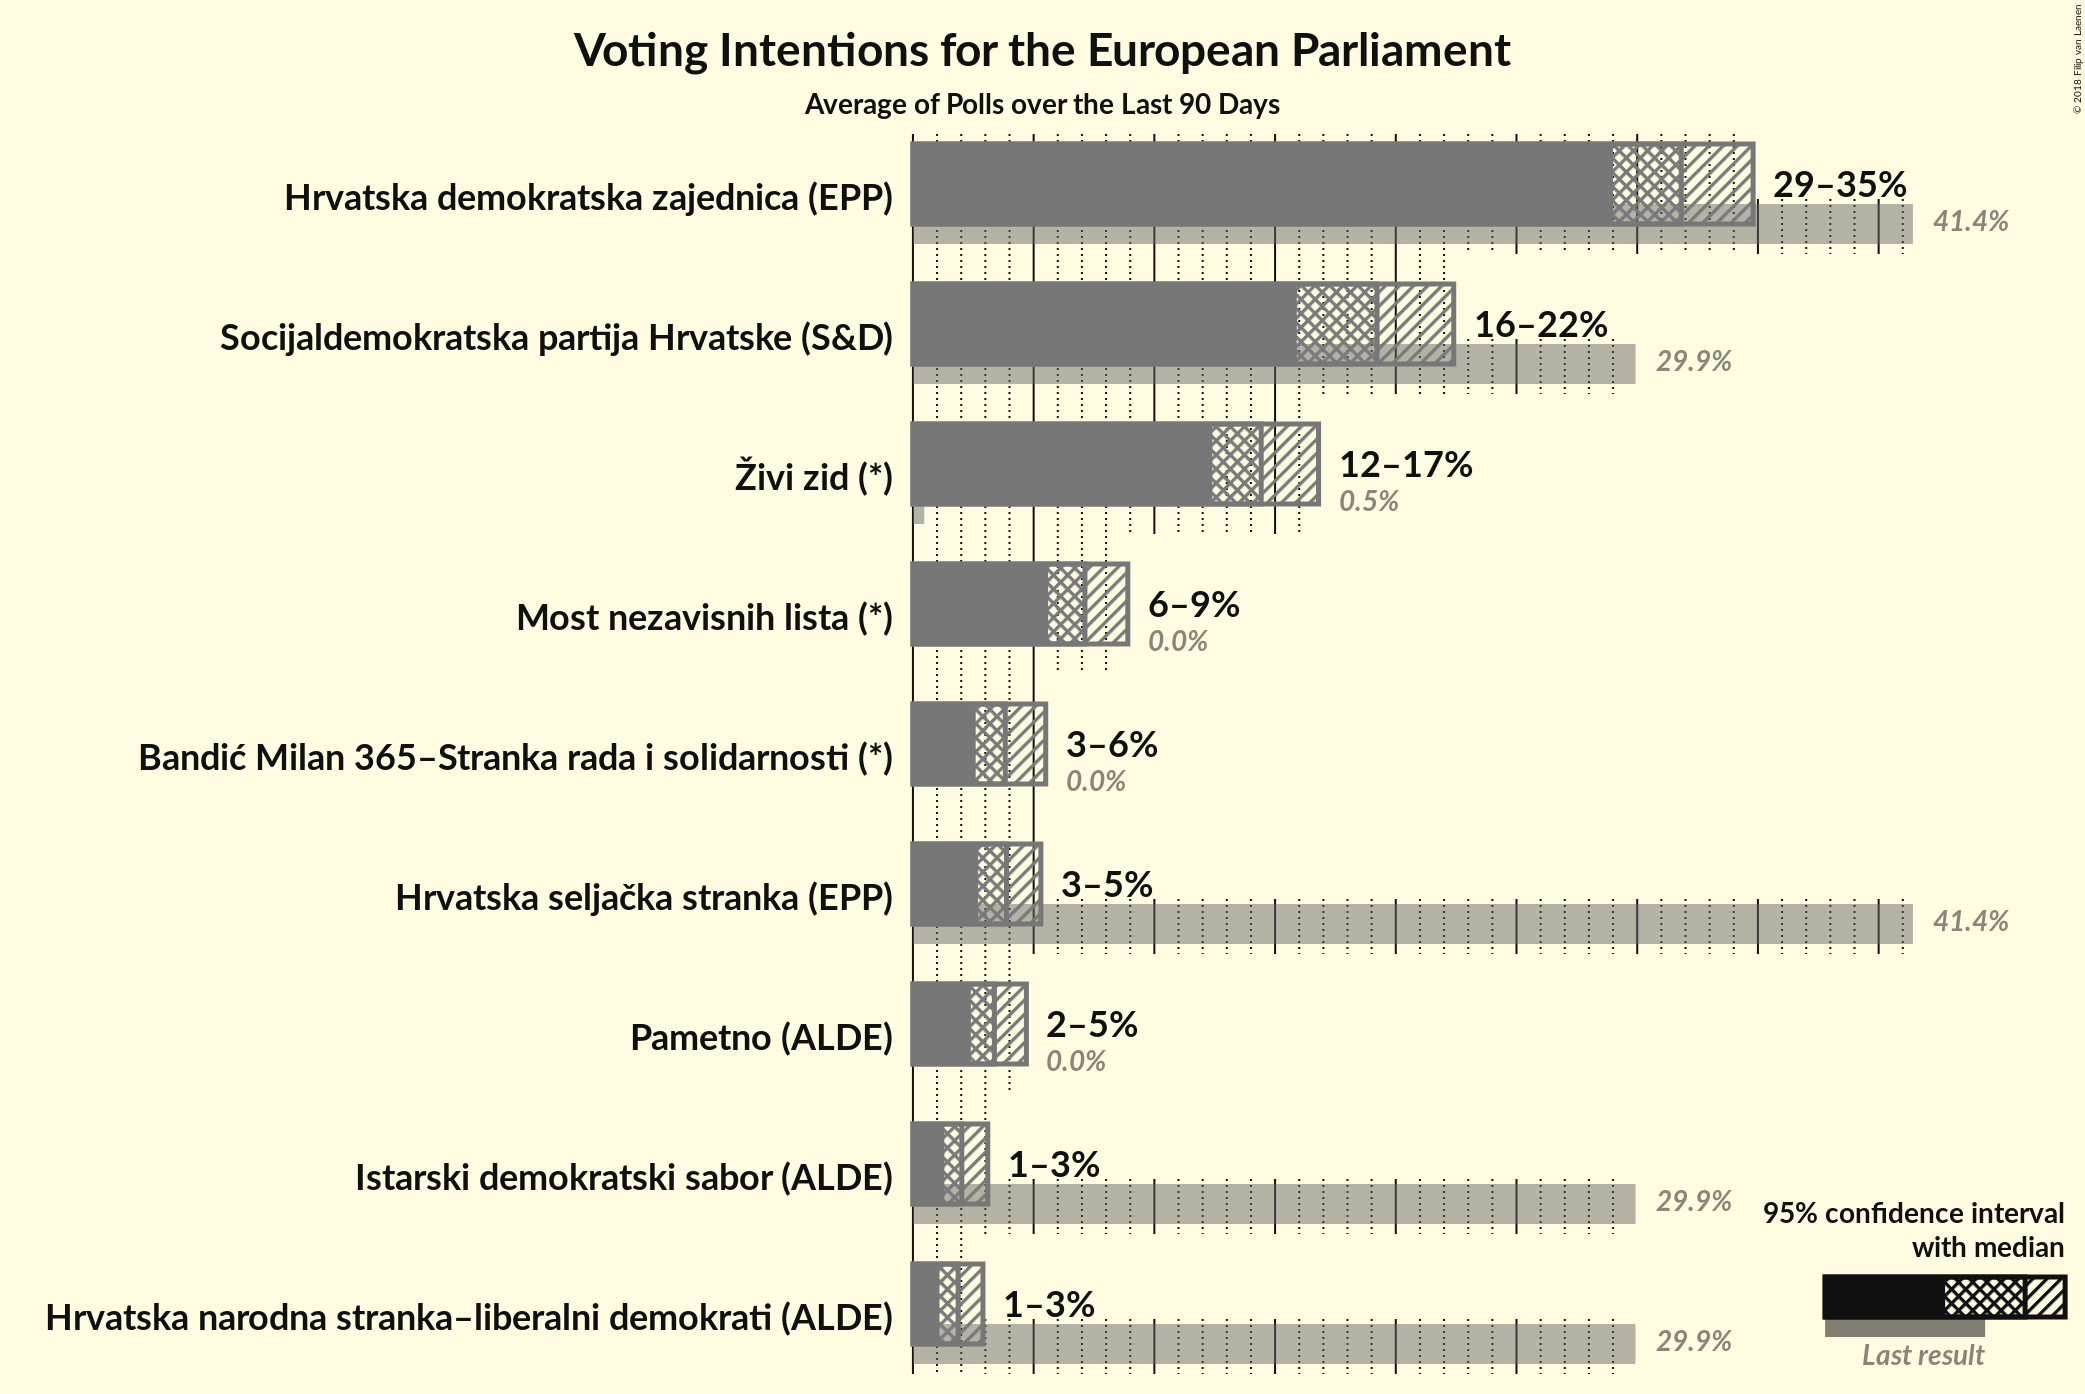 Voting Intentions for the European Parliament
Average of Polls over the Last 90 Days
© 2018 Filip van Laenen
Hrvatska demokratska zajednica (EPP)
29–35%
41.4%
Socijaldemokratska partija Hrvatske (S&D)
16–22%
29.9%
Živi zid (*)
12–17%
0.5%
Most nezavisnih lista (*)
6–9%
0.0%
Bandić Milan 365–Stranka rada i solidarnosti (*)
3–6%
0.0%
Hrvatska seljačka stranka (EPP)
3–5%
41.4%
Pametno (ALDE)
2–5%
0.0%
Istarski demokratski sabor (ALDE)
1–3%
29.9%
Hrvatska narodna stranka–liberalni demokrati (ALDE)
1–3%
29.9%
95% confidence interval
with median
Last result